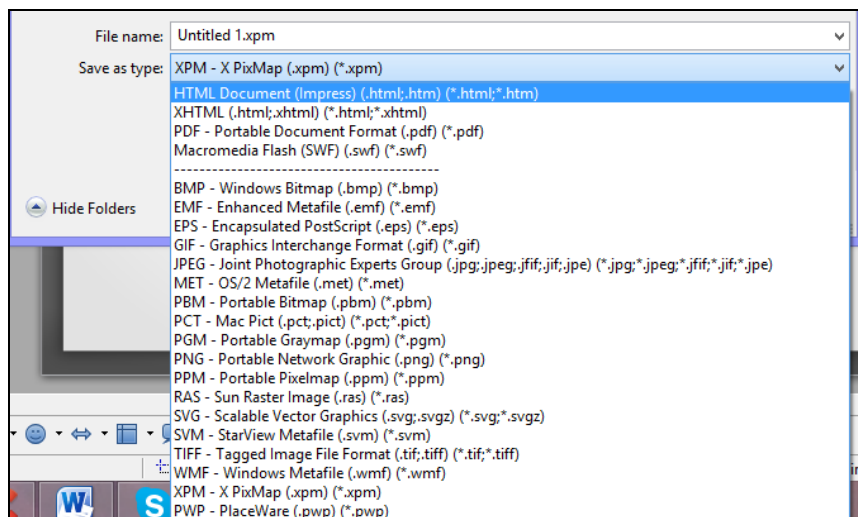 File name: Untitled 1.xpm
Save as type: XPM - X PixMap (.xpm) (*.xpm)
HTML Document (Impress) (.html;.htm) (*.html;*.htm)
XHTML (.html;.xhtml) (*.html;*.xhtml)
PDF - Portable Document Format (.pdf) (*.pdf)
Macromedia Flash (SWF) (.swf) (*.swf)
------------------------------------------
BMP - Windows Bitmap (.bmp) (*.bmp)
Hide Folders
EMF - Enhanced Metafile (.emf) (*.emf)
EPS - Encapsulated PostScript (.eps) (*.eps)
GIF - Graphics Interchange Format (.gif) (*.gif)
JPEG - Joint Photographic Experts Group (.jpg;.jpeg;.jfif;.jif;.jpe) (*.jpg;*.jpeg;*.jfif;*.jif;*.jpe)
MET - OS/2 Metafile (.met) (*.met)
PBM - Portable Bitmap (.pbm) (*.pbm)
PCT - Mac Pict (.pct;.pict) (*.pct;*.pict)
PGM - Portable Graymap (.pgm) (*.pgm)
PNG - Portable Network Graphic (.png) (*.png)
PPM - Portable Pixelmap (.ppm) (*.ppm)
RAS - Sun Raster Image (.ras) (*.ras)
SVG - Scalable Vector Graphics (.svg;.svgz) (*.svg;*.svgz)
SVM - StarView Metafile (.svm) (*.svm)
TIFF - Tagged Image File Format (.tif;.tiff) (*.tif;*.tiff)
WMF - Windows Metafile (.wmf) (*.wmf)
XPM - X PixMap (.xpm) (*.xpm)
PWP - PlaceWare (.pwp) (*.pwp)
W
S